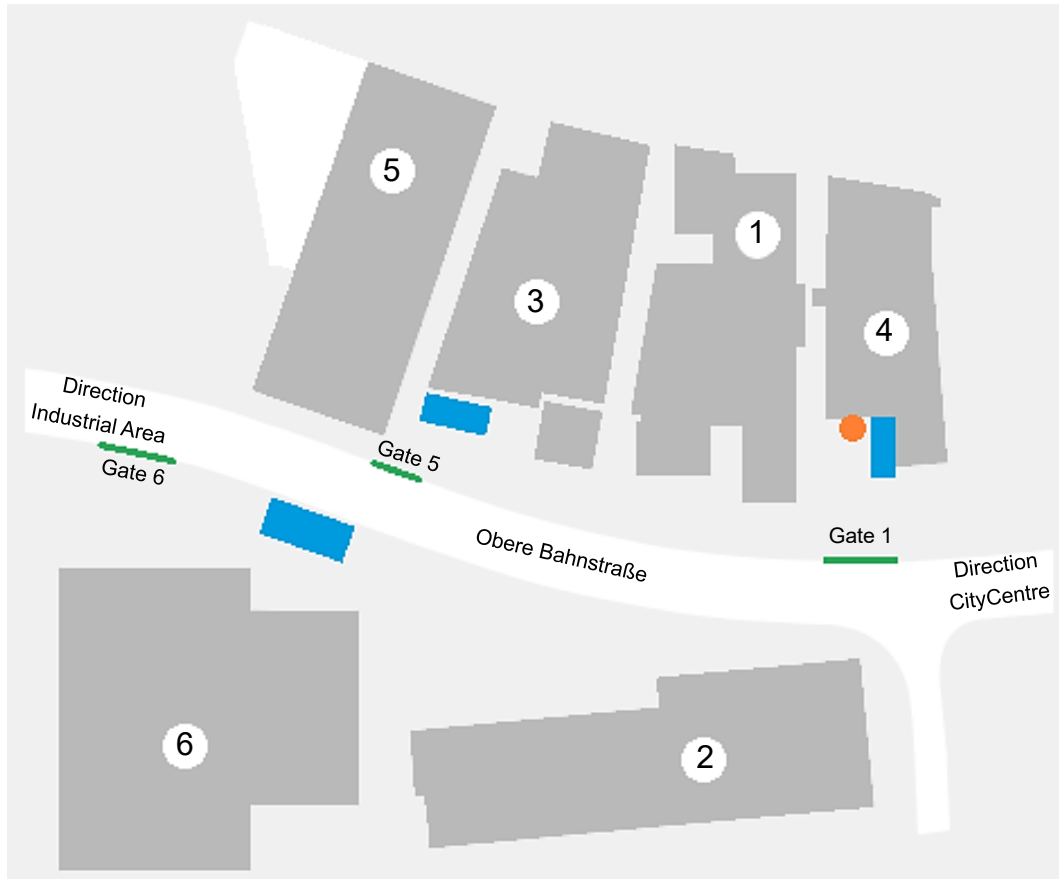 5
1
3
4
Direction
Industrial Area
Gate 6
Gate 5
Obere Bahnstraße
Gate 1
Direction
CityCentre
6
2